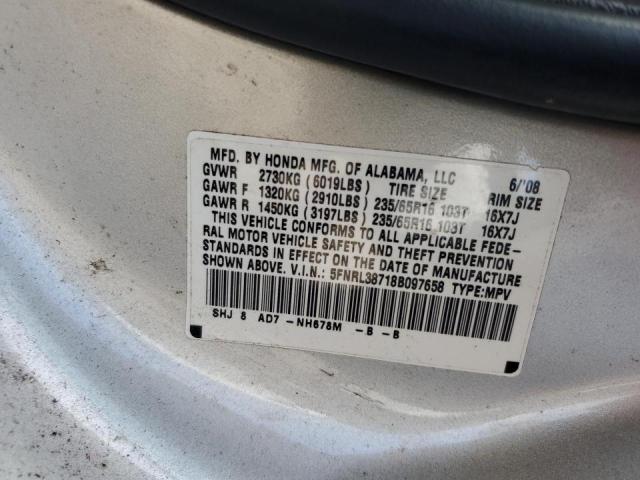 MFD. BY HONDA MFG. OF ALABAMA, LLC 6/'08
GVWR 2730KG (6019LBS) TIRE SIZE RIM SIZE
GAWR F 1320KG (2910LBS) 235/65R16 103T 16X7J
GAWR R 1450KG (3197LBS) 235/65R16 103T 16X7J
THIS VEHICLE CONFORMS TO ALL APPLICABLE FEDE-
RAL MOTOR VEHICLE SAFETY AND THEFT PREVENTION
STANDARDS IN EFFECT ON THE DATE OF MANUFACTURE
SHOWN ABOVE. V.I.N.: 5FNRL38718B097658 TYPE:MPV
SHJ 8 AD7 -NH678M -B -B